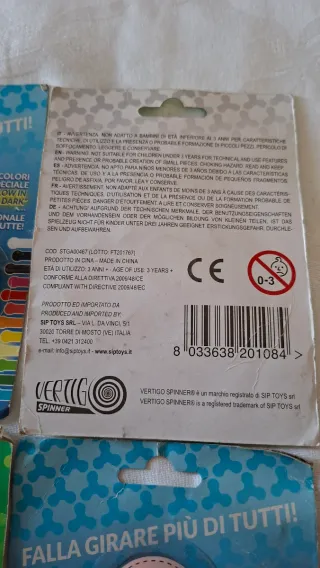 TUTTI!
COLORI
SPECIALE
GLOW IN
DARK
TUTTE!
IT - AVVERTENZA: NON ADATTO A BAMBINI DI ETÀ INFERIORE AI 3 ANNI PER CARATTERISTICHE
TECNICHE, DI UTILIZZO E PRESENZA O PROBABILE FORMAZIONE DI PICCOLI PEZZI. PERICOLO DI
SOFFOCAMENTO. LEGGETE E CONSERVATE.
EN - WARNING: NOT SUITABLE FOR CHILDREN UNDER 3 YEARS FOR TECHNICAL AND USE FEATURES
AND PRESENCE OR PROBABLE CREATION OF SMALL PIECES. CHOKING HAZARD. READ AND KEEP
ES - ADVERTENCIA: NO APTO PARA NIÑOS MENORES DE 3 AÑOS DEBIDO A LAS CARACTERÍSTICAS
TÉCNICAS, DE USO Y PRESENCIA O PROBABLE FORMACIÓN DE PEQUEÑOS FRAGMENTOS.
PELIGRO DE ASFIXIA, POR FAVOR, LEA Y CONSERVE.
FR - AVERTISSEMENT: NON ADAPTÉ AUX ENFANTS DE MOINS DE 3 ANS À CAUSE DES CARACTÉRIS-
TIQUES TECHNIQUES, D'UTILISATION ET DE LA PRÉSENCE OU DE LA FORMATION PROBABLE DE
PETITES PIÈCES. DANGER D'ÉTOUFFEMENT. À LIRE ET CONSERVER SOIGNEUSEMENT.
DE - ACHTUNG! AUFGRUND DER TECHNISCHEN MERKMALE, DER BENUTZUNGSEIGENSCHAFTEN
UND DEM VORHANDENSEIN ODER DER MÖGLICHEN BILDUNG VON KLEINEN TEILEN, IST DAS
SPIELZEUG NICHT FÜR KINDER UNTER DREI JAHREN GEEIGNET. ERSTICKUNGSGEFAHR. DURCHLE-
SEN UND AUFBEWAHREN.
COD. STGA00467 (LOTTO: FT201767)
PRODOTTO IN CINA - MADE IN CHINA
ETÀ DI UTILIZZO: 3 ANNI + - AGE OF USE: 3 YEARS +
CONFORME ALLA DIRETTIVA 2009/48/CE
COMPLIANT WITH DIRECTIVE 2009/48/EC
CE
0-3
PRODOTTO ED IMPORTATO DA
PRODUCED AND IMPORTED BY:
SIP TOYS SRL - VIA L. DA VINCI 5/1
30020 TORRE DI MOSTO (VE) ITALIA
TEL. +39 0421 312400
e-mail: info@siptoys.it - www.siptoys.it
8 033638 201084 >
VERTIGO
SPINNER
VERTIGO SPINNER® è un marchio registrato di SIP TOYS srl
VERTIGO SPINNER® is a registered trademark of SIP TOYS srl
FALLA GIRARE PIÙ DI TUTTI!